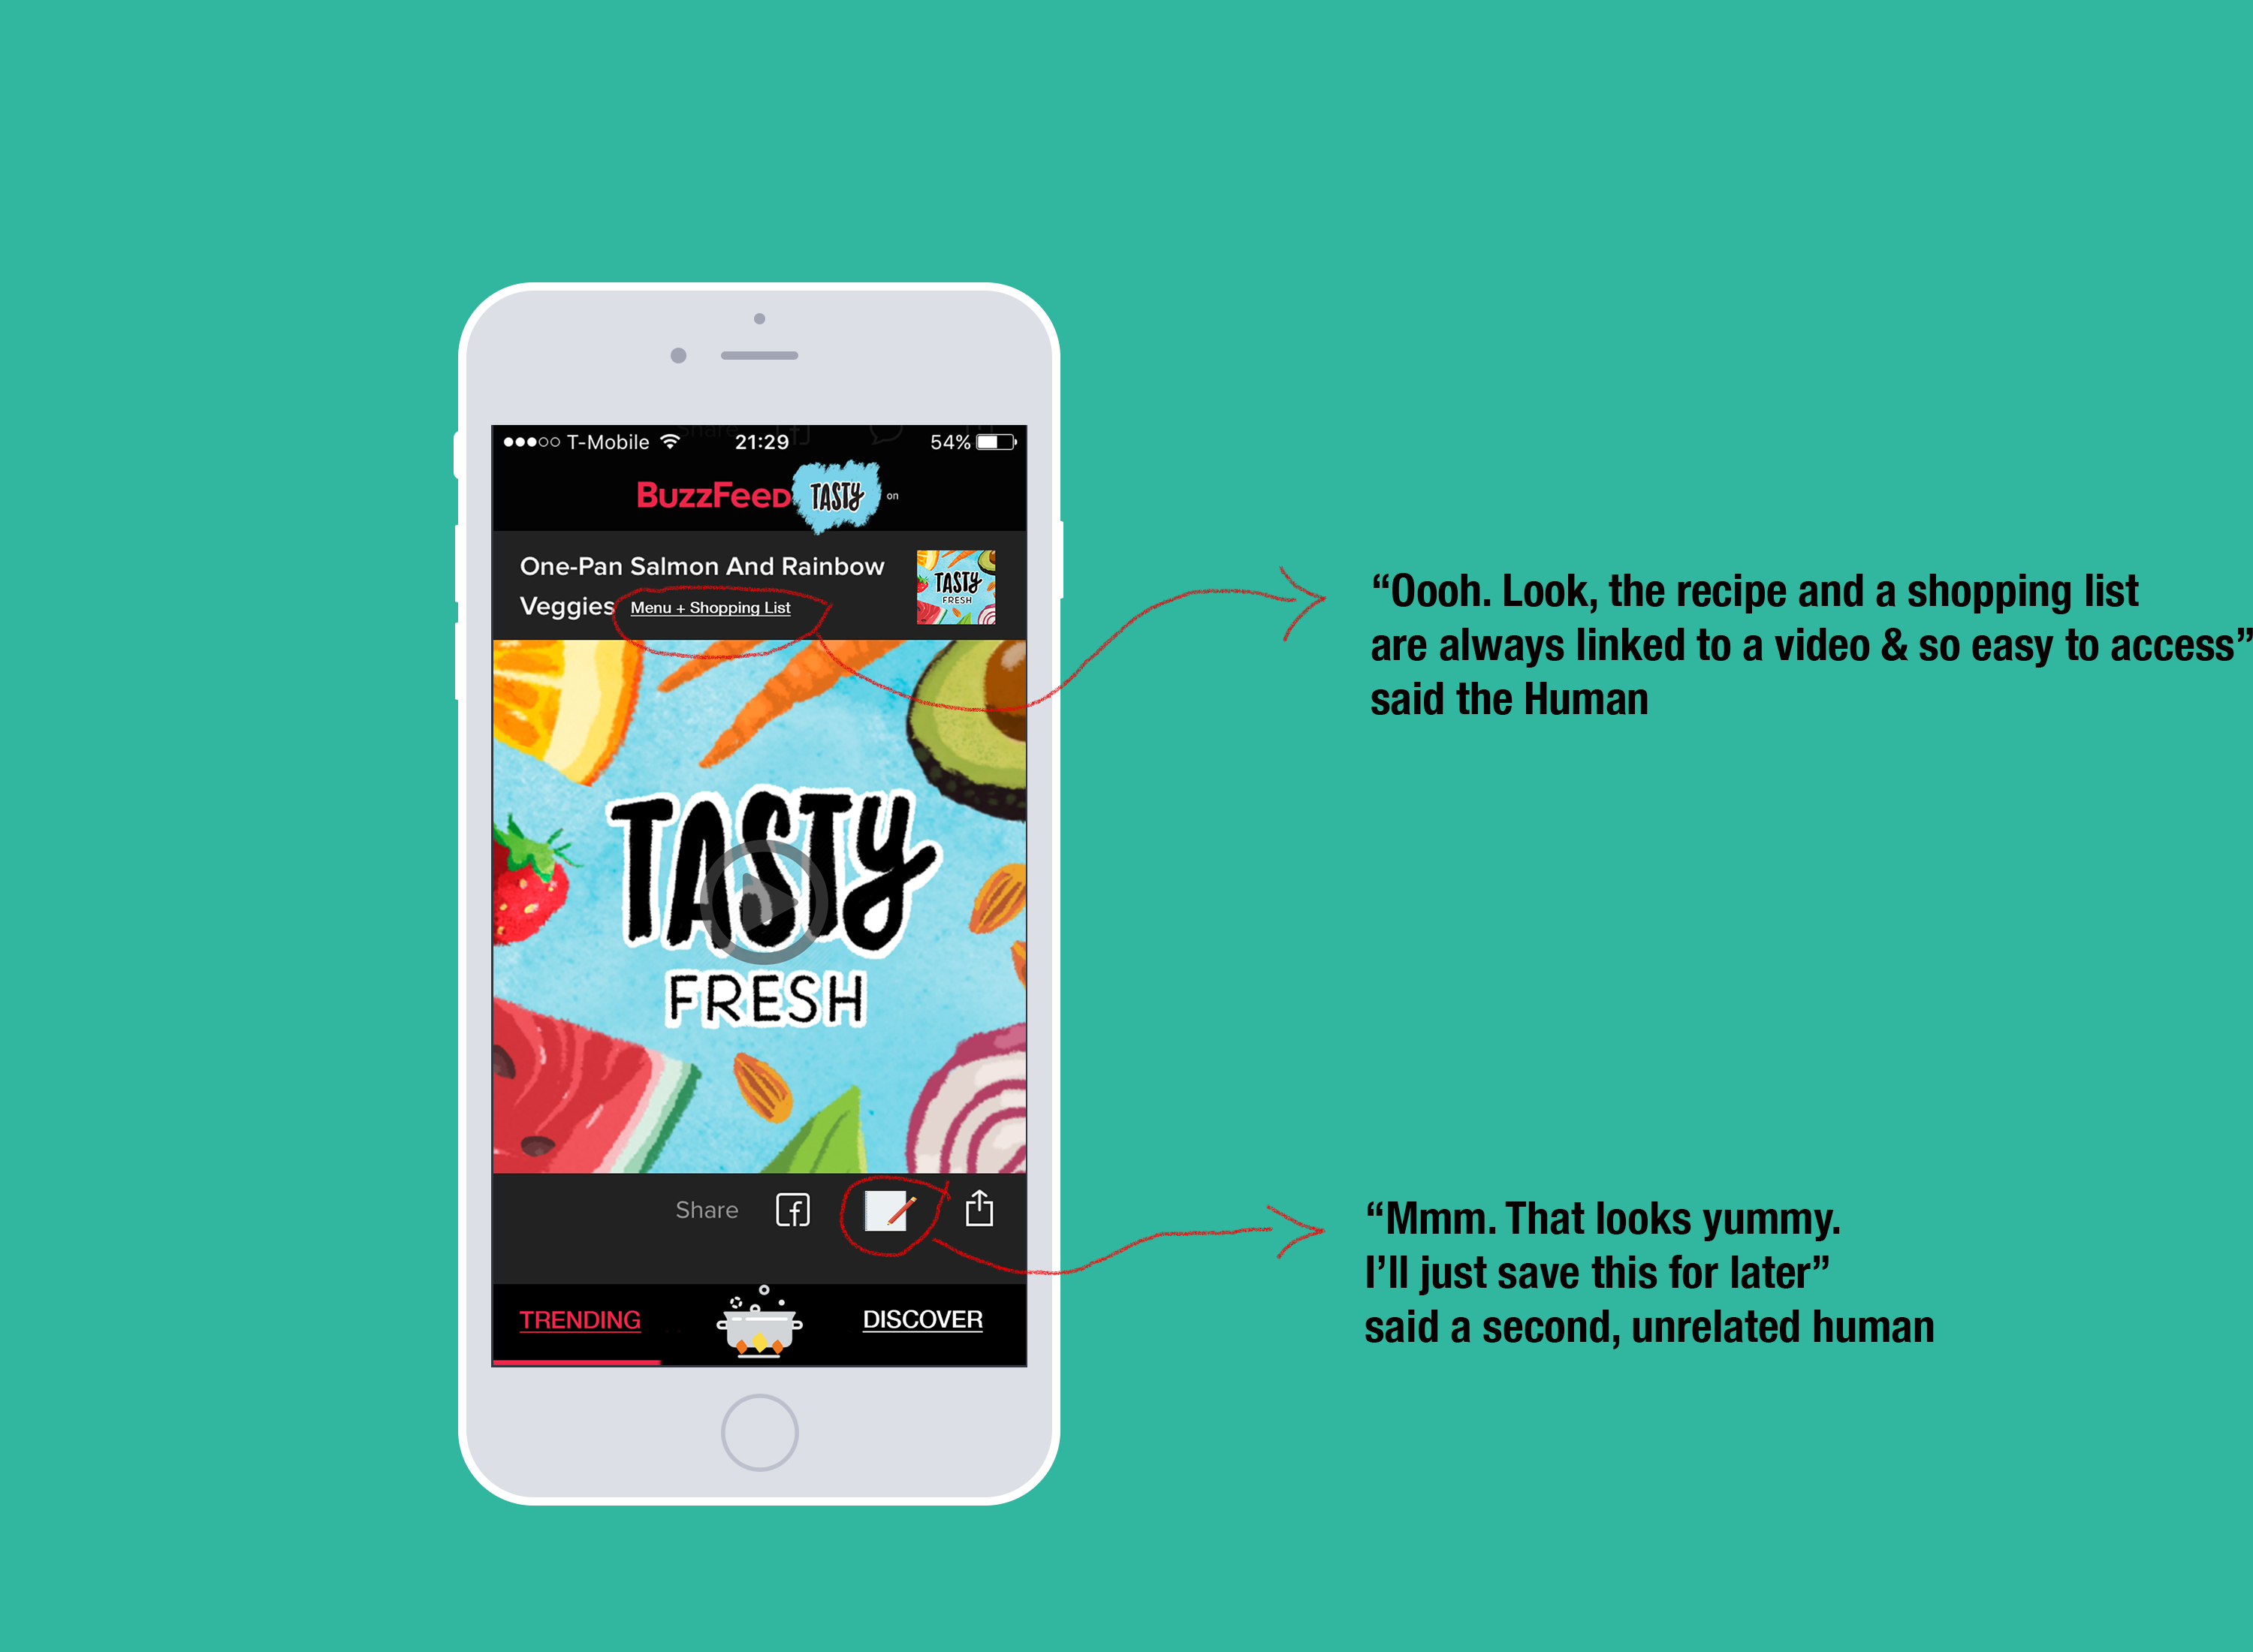 T-Mobile 21:29 54%
BuzzFeed TASTY on
One-Pan Salmon And Rainbow
Veggies Menu + Shopping List
TASTY
FRESH
“Oooh. Look, the recipe and a shopping list
are always linked to a video & so easy to access”
said the Human
TASTY
FRESH
Share
“Mmm. That looks yummy.
I’ll just save this for later”
said a second, unrelated human
TRENDING DISCOVER